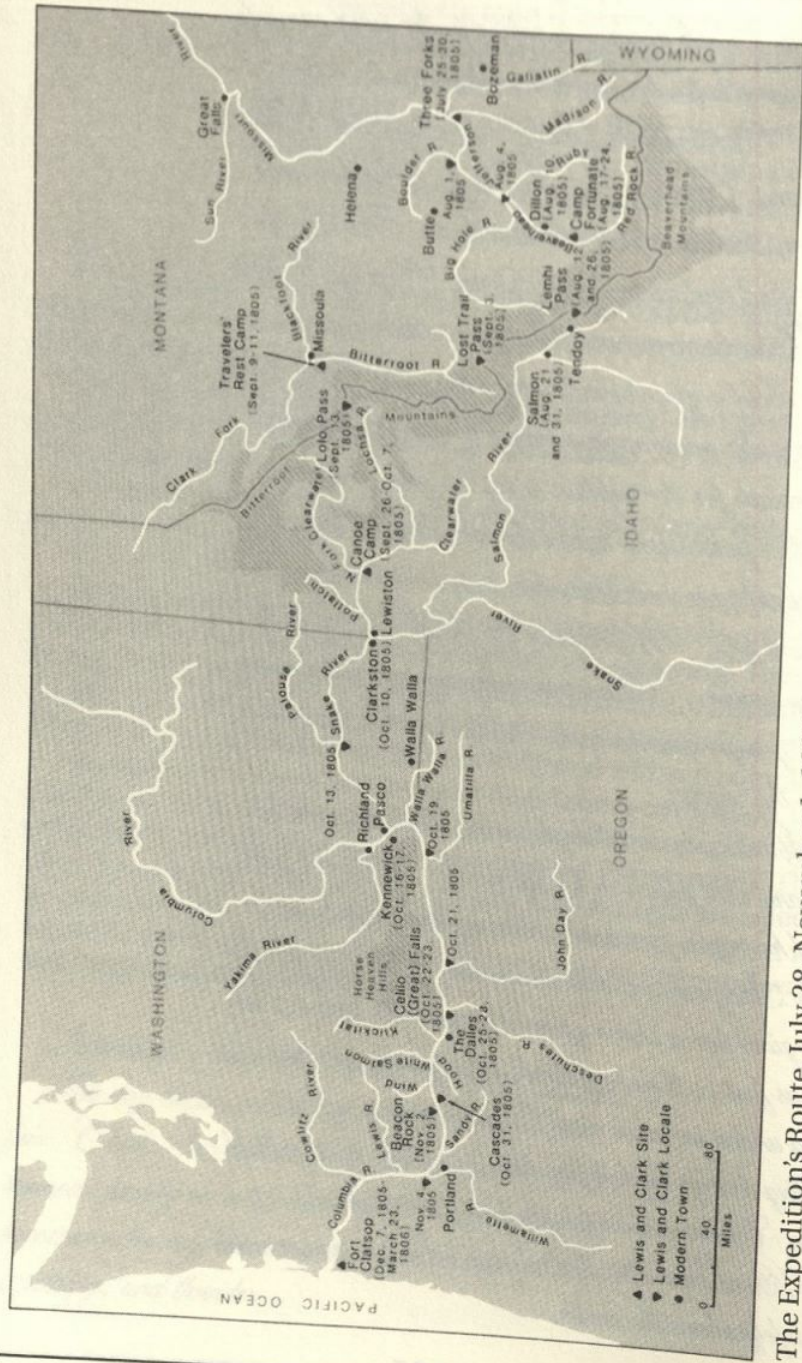 WASHINGTON
MONTANA
OREGON
IDAHO
WYOMING
PACIFIC OCEAN
Fort
Clatsop
(Dec. 7, 1805-
March 23,
1806)
Columbia R
Cowlitz River
Lewis R
Nov. 4,
1805
Portland
Willamette
R
Sandy R
Beacon
Rock
(Nov. 2,
1805)
Cascades
(Oct 31, 1805)
Wind
White Salmon
Klickitat
Hood
The
Dalles
(Oct. 25-28,
1805)
Deschutes R
Celilo
(Great) Falls
(Oct 22-23
1805)
Horse
Heaven
Hills
Yakima River
Columbia
River
Oct. 21, 1805
John Day R
Kennewick
(Oct. 16-17,
1805)
Richland
Pasco
Oct. 19
1805
Umatilla R
Walla Walla R
Walla Walla
Oct. 13, 1805
Snake
River
Palouse River
Clarkston
(Oct. 10, 1805)
Lewiston
Potlatch
Canoe
Camp
(Sept. 26 Oct. 7,
1805)
N Fork Clearwater
Clearwater
Lochsa R
Lolo Pass
(Sept. 13,
1805)
Bitterroot
Mountains
Clark Fork
Travelers'
Rest Camp
(Sept. 9-11, 1805)
Missoula
Blackfoot
River
Bitterroot R
Lost Trail
Pass
(Sept. 3,
1805)
Salmon
River
Snake
River
Salmon
(Aug 21
and 31, 1805)
Tendoy
River
Salmon
Lemhi
Pass
(Aug 12
and 26,
1805)
Camp
Fortunate
(Aug. 17-24,
1805)
Dillon
(Aug. 10,
1805)
Beaverhead
Red Rock R
Beaverhead
Mountains
Ruby
Big Hole R
Aug. 4,
1805
Jefferson
Aug. 1,
1805
Boulder R
Butte
Helena
Sun River
Great
Falls
Missouri
River
Three Forks
(July 25-30,
1805)
Bozeman
Gallatin R
Madison R
Lewis and Clark Site
Lewis and Clark Locale
Modern Town
0 40 80
Miles
The Expedition's Route, July 28